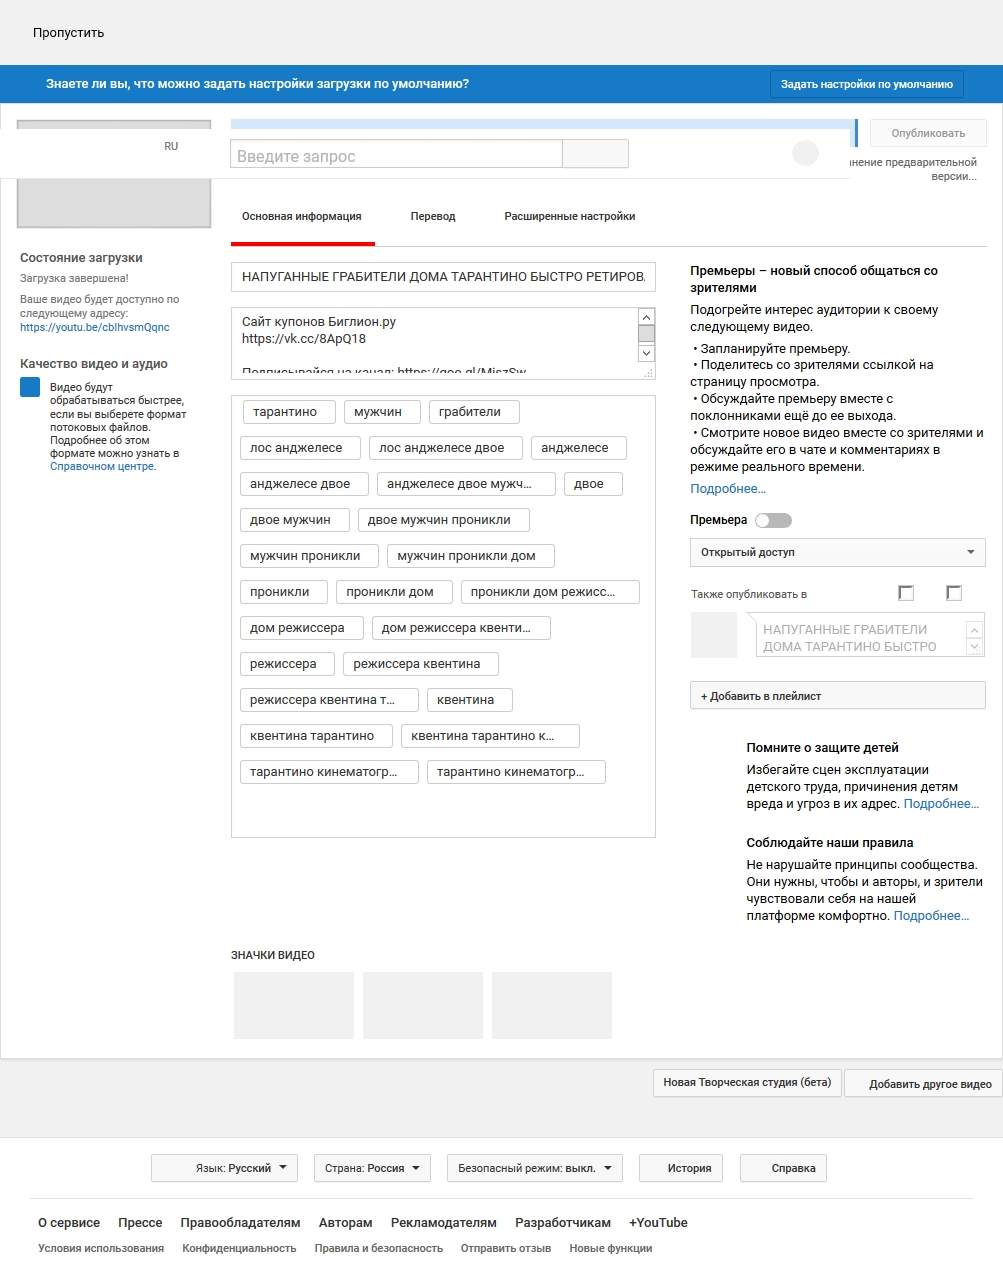 Пропустить
Знаете ли вы, что можно задать настройки загрузки по умолчанию?
Задать настройки по умолчанию
Опубликовать
RU
Введите запрос
нение предварительной
версии...
Основная информация
Перевод
Расширенные настройки
Состояние загрузки
Загрузка завершена!
Ваше видео будет доступно по
следующему адресу:
https://youtu.be/cbIhvsmQqnc
Качество видео и аудио
Видео будут
обрабатываться быстрее,
если вы выберете формат
потоковых файлов.
Подробнее об этом
формате можно узнать в
Справочном центре.
НАПУГАННЫЕ ГРАБИТЕЛИ ДОМА ТАРАНТИНО БЫСТРО РЕТИРОВ
Сайт купонов Биглион.ру
https://vk.cc/8ApQ18
Подписывайся на канал: https://goo.gl/MjszSw
тарантино
мужчин
грабители
лос анджелесе
лос анджелесе двое
анджелесе
анджелесе двое
анджелесе двое мужч...
двое
двое мужчин
двое мужчин проникли
мужчин проникли
мужчин проникли дом
проникли
проникли дом
проникли дом режисс...
дом режиссера
дом режиссера квенти...
режиссера
режиссера квентина
режиссера квентина т...
квентина
квентина тарантино
квентина тарантино к...
тарантино кинематогр...
тарантино кинематогр...
Премьеры – новый способ общаться со
зрителями
Подогрейте интерес аудитории к своему
следующему видео.
• Запланируйте премьеру.
• Поделитесь со зрителями ссылкой на
страницу просмотра.
• Обсуждайте премьеру вместе с
поклонниками ещё до ее выхода.
• Смотрите новое видео вместе со зрителями и
обсуждайте его в чате и комментариях в
режиме реального времени.
Подробнее...
Премьера
Открытый доступ
Также опубликовать в
НАПУГАННЫЕ ГРАБИТЕЛИ
ДОМА ТАРАНТИНО БЫСТРО
+ Добавить в плейлист
Помните о защите детей
Избегайте сцен эксплуатации
детского труда, причинения детям
вреда и угроз в их адрес. Подробнее...
Соблюдайте наши правила
Не нарушайте принципы сообщества.
Они нужны, чтобы и авторы, и зрители
чувствовали себя на нашей
платформе комфортно. Подробнее...
ЗНАЧКИ ВИДЕО
Новая Творческая студия (бета)
Добавить другое видео
Язык: Русский
Страна: Россия
Безопасный режим: выкл.
История
Справка
О сервисе Прессе Правообладателям Авторам Рекламодателям Разработчикам +YouTube
Условия использования Конфиденциальность Правила и безопасность Отправить отзыв Новые функции